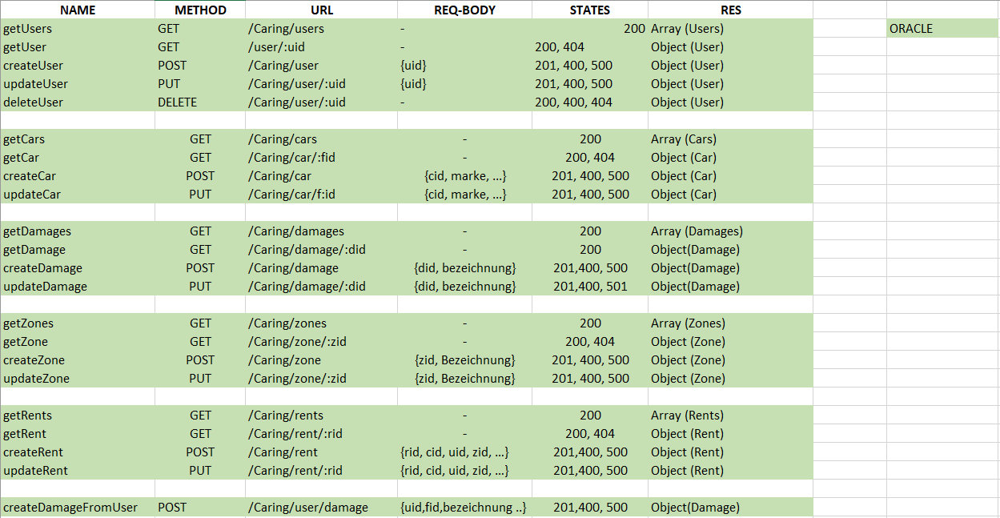 NAME METHOD URL REQ-BODY STATES RES
getUsers GET /Caring/users - 200 Array (Users) ORACLE
getUser GET /user/:uid - 200, 404 Object (User)
createUser POST /Caring/user {uid} 201, 400, 500 Object (User)
updateUser PUT /Caring/user/:uid {uid} 201, 400, 500 Object (User)
deleteUser DELETE /Caring/user/:uid - 200, 400, 404 Object (User)
getCars GET /Caring/cars - 200 Array (Cars)
getCar GET /Caring/car/:fid - 200, 404 Object (Car)
createCar POST /Caring/car {cid, marke, ...} 201, 400, 500 Object (Car)
updateCar PUT /Caring/car/f:id {cid, marke, ...} 201, 400, 500 Object (Car)
getDamages GET /Caring/damages - 200 Array (Damages)
getDamage GET /Caring/damage/:did - 200 Object(Damage)
createDamage POST /Caring/damage {did, bezeichnung} 201,400, 500 Object(Damage)
updateDamage PUT /Caring/damage/:did {did, bezeichnung} 201,400, 501 Object(Damage)
getZones GET /Caring/zones - 200 Array (Zones)
getZone GET /Caring/zone/:zid - 200, 404 Object (Zone)
createZone POST /Caring/zone {zid, Bezeichnung} 201, 400, 500 Object (Zone)
updateZone PUT /Caring/zone/:zid {zid, Bezeichnung} 201, 400, 500 Object (Zone)
getRents GET /Caring/rents - 200 Array (Rents)
getRent GET /Caring/rent/:rid - 200, 404 Object (Rent)
createRent POST /Caring/rent {rid, cid, uid, zid, ...} 201,400, 500 Object (Rent)
updateRent PUT /Caring/rent/:rid {rid, cid, uid, zid, ...} 201,400, 500 Object (Rent)
createDamageFromUser POST /Caring/user/damage {uid,fid,bezeichnung ..} 201,400, 500 Object(Damage)